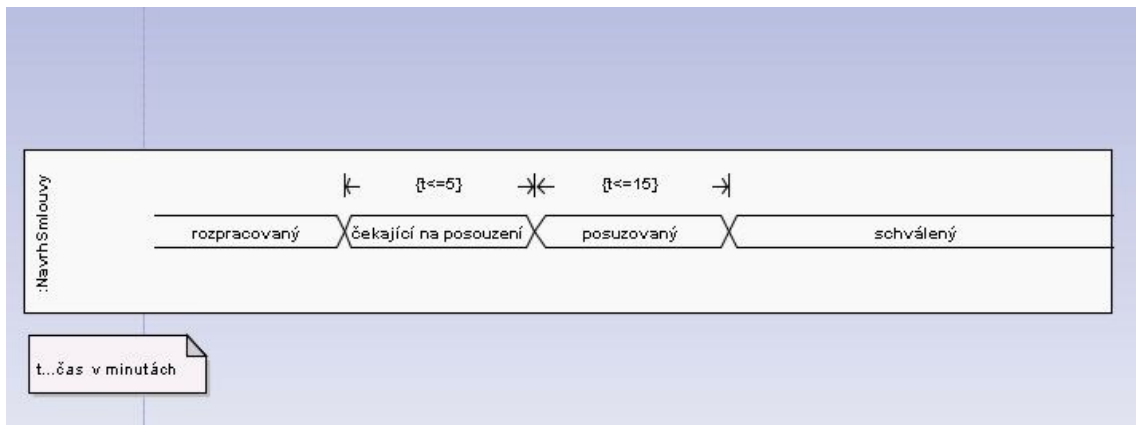 :NavrhSmlouvy
{t<=5}
{t<=15}
rozpracovaný
čekající na posouzení
posuzovaný
schválený
t...čas v minutách